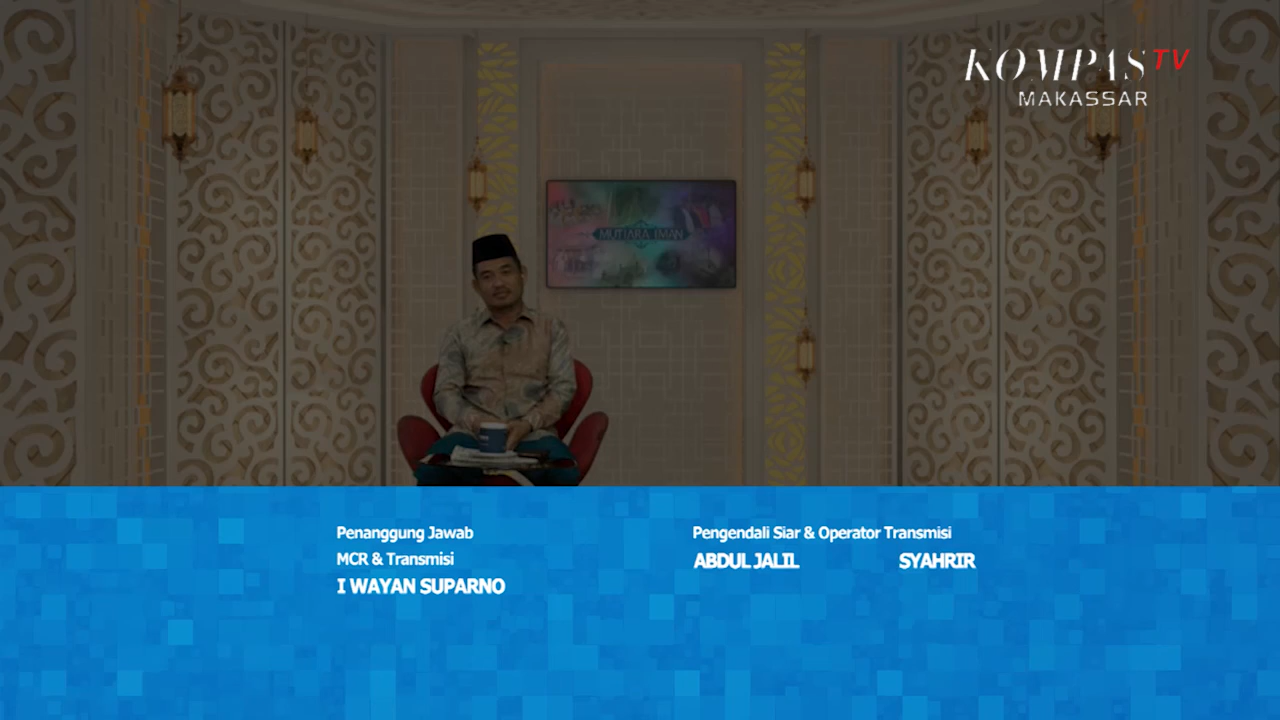 KOMPAS TV
MAKASSAR
MUTIARA IMAN
Penanggung Jawab
MCR & Transmisi
I WAYAN SUPARNO
Pengendali Siar & Operator Transmisi
ABDUL JALIL SYAHRIR